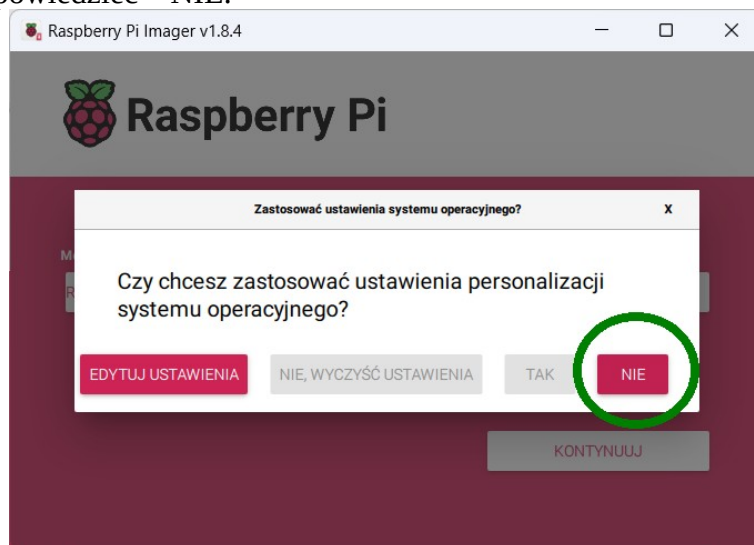 Raspberry Pi Imager v1.8.4
Raspberry Pi
Zastosować ustawienia systemu operacyjnego?
X
Czy chcesz zastosować ustawienia personalizacji
systemu operacyjnego?
EDYTUJ USTAWIENIA NIE, WYCZYŚĆ USTAWIENIA TAK NIE
KONTYNUUJ